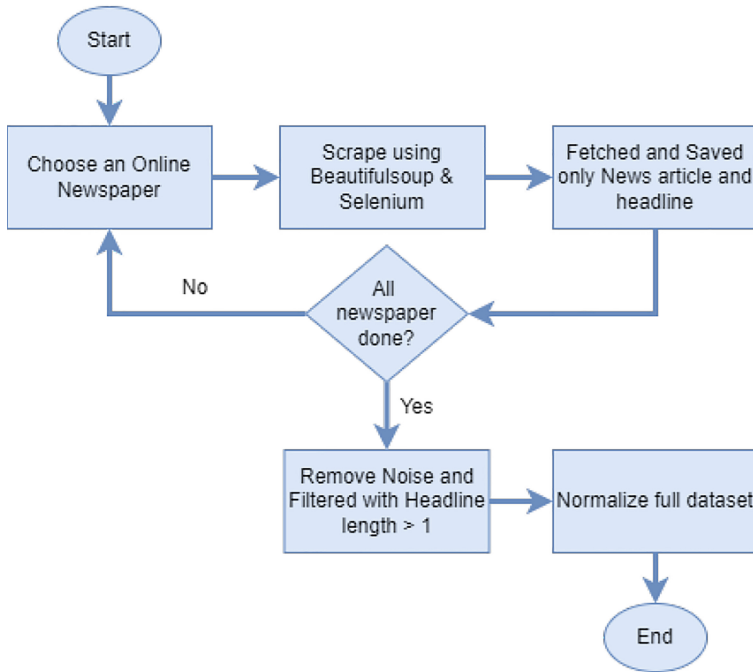 Start
Choose an Online
Newspaper
Scrape using
Beautifulsoup &
Selenium
Fetched and Saved
only News article and
headline
All
newspaper
done?
No
Yes
Remove Noise and
Filtered with Headline
length > 1
Normalize full dataset
End